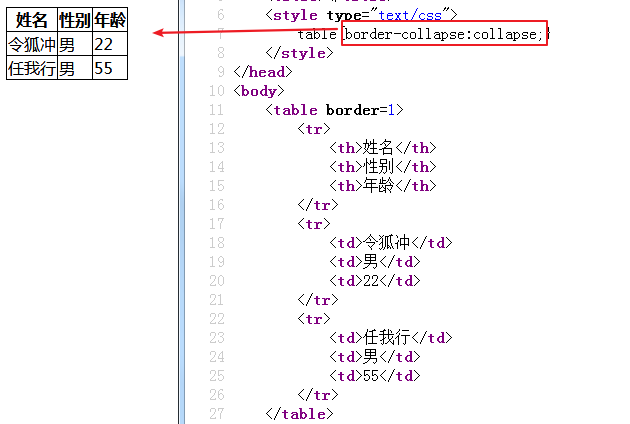 姓名 性别 年龄
令狐冲 男 22
任我行 男 55
6 <style type="text/css">
table{border-collapse:collapse;}
8 </style>
9 </head>
10 <body>
11 <table border=1>
12 <tr>
13 <th>姓名</th>
14 <th>性别</th>
15 <th>年龄</th>
16 </tr>
17 <tr>
18 <td>令狐冲</td>
19 <td>男</td>
20 <td>22</td>
21 </tr>
22 <tr>
23 <td>任我行</td>
24 <td>男</td>
25 <td>55</td>
26 </tr>
27 </table>